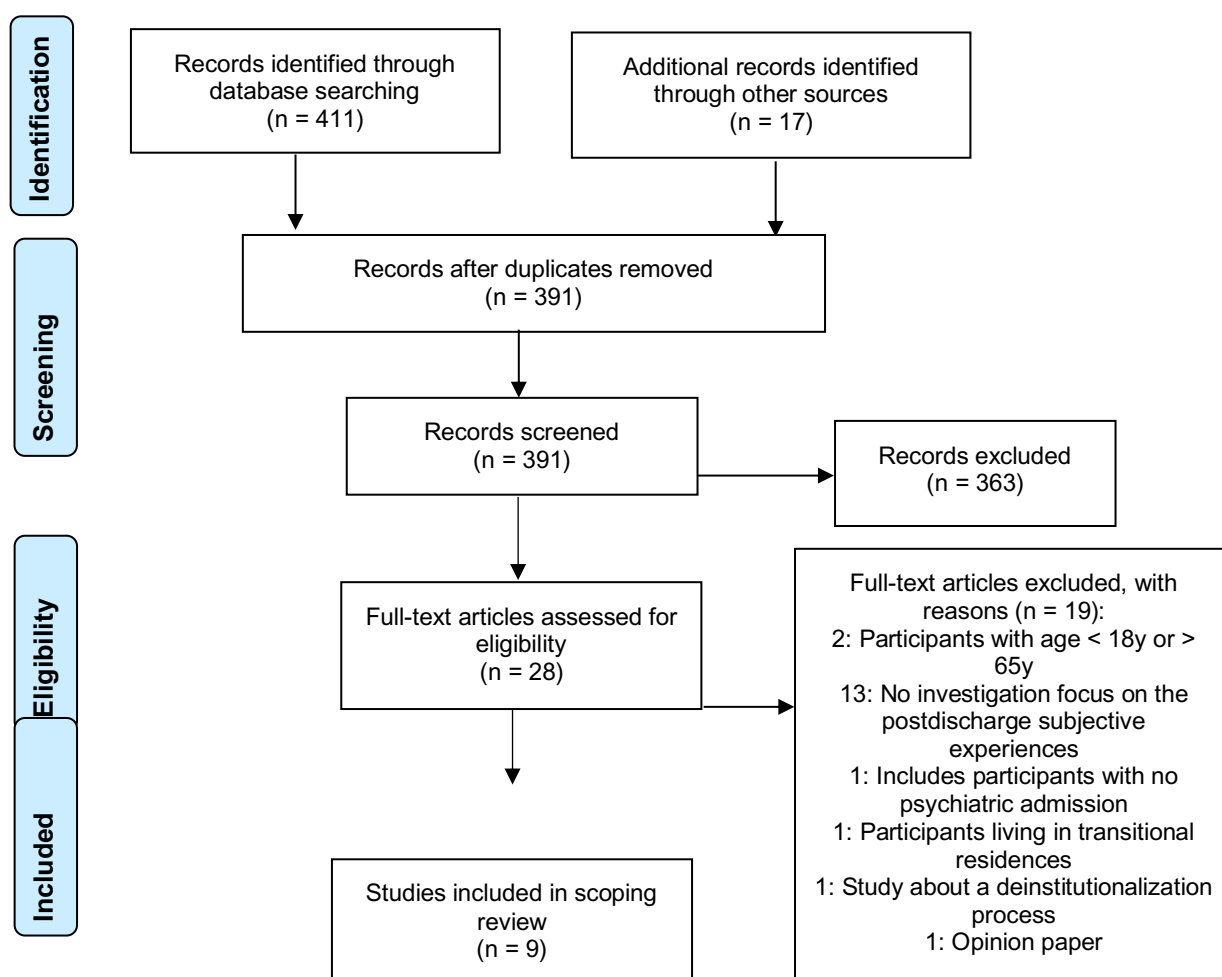 Identification
Records identified through
database searching
(n = 411)
Additional records identified
through other sources
(n = 17)
Screening
Records after duplicates removed
(n = 391)
Records screened
(n = 391)
Records excluded
(n = 363)
Eligibility
Full-text articles assessed for
eligibility
(n = 28)
Full-text articles excluded, with
reasons (n = 19):
2: Participants with age < 18y or >
65y
13: No investigation focus on the
postdischarge subjective
experiences
1: Includes participants with no
psychiatric admission
1: Participants living in transitional
residences
1: Study about a deinstitutionalization
process
1: Opinion paper
Included
Studies included in scoping
review
(n = 9)